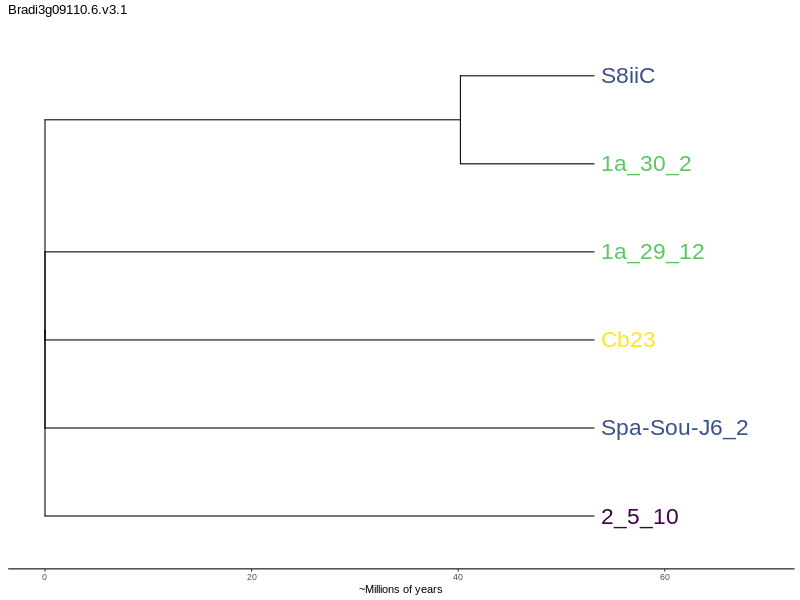 Bradi3g09110.6.v3.1
S8iiC
1a_30_2
1a_29_12
Cb23
Spa-Sou-J6_2
2_5_10
0 20 40 60
~Millions of years